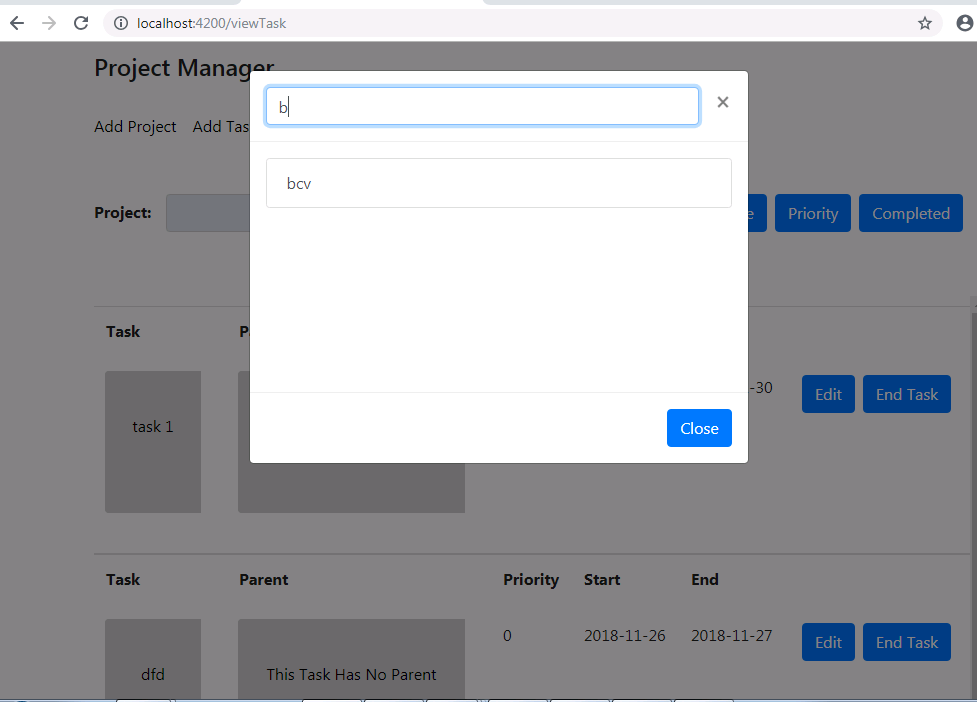 localhost:4200/viewTask
Project Manager
b
×
Add Project Add Tas
bcv
Project: e Priority Completed
Task P
-30 Edit End Task
task 1
Close
Task Parent Priority Start End
0 2018-11-26 2018-11-27 Edit End Task
dfd This Task Has No Parent